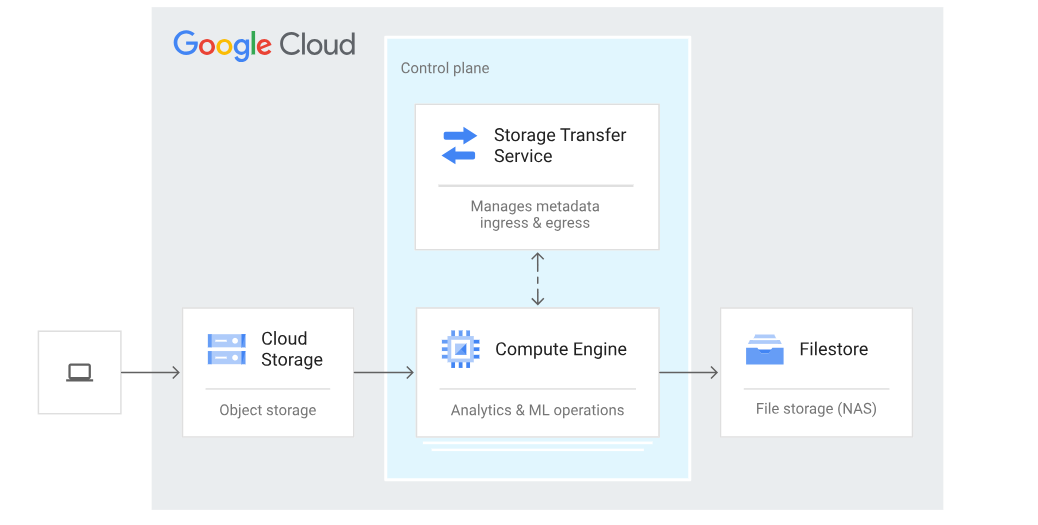 Google Cloud
Control plane
Storage Transfer
Service
Manages metadata
ingress & egress
Cloud
Storage
Object storage
Compute Engine
Analytics & ML operations
Filestore
File storage (NAS)